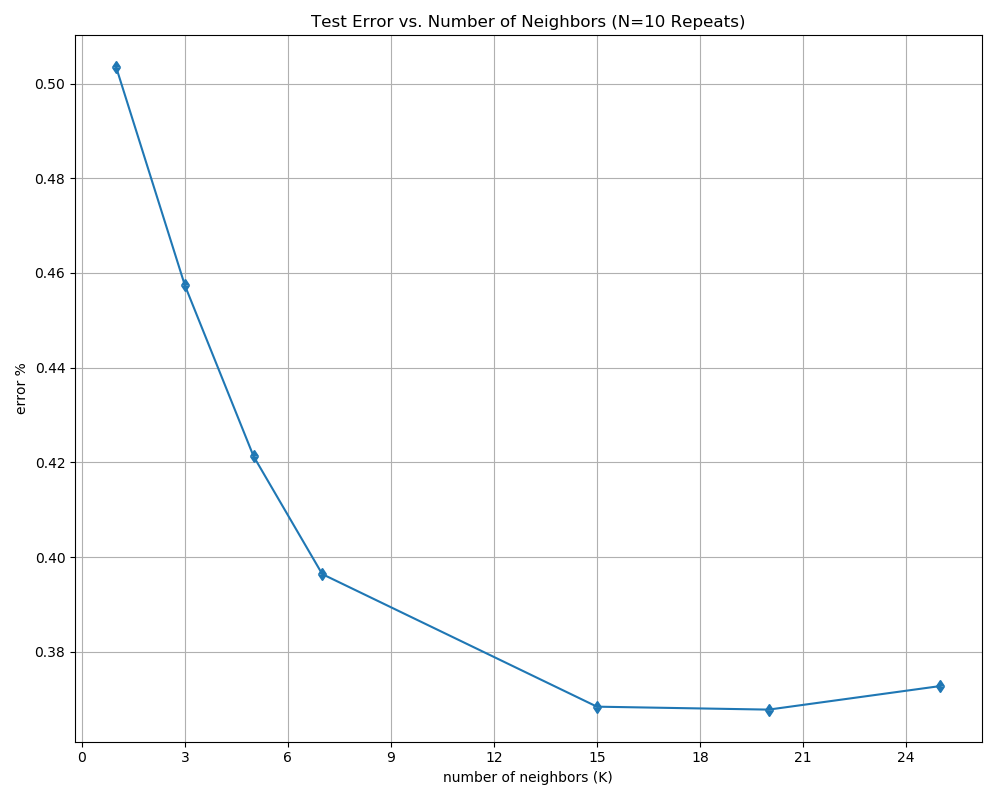 Test Error vs. Number of Neighbors (N=10 Repeats)
0.50
0.48
0.46
0.44
0.42
0.40
0.38
error %
0 3 6 9 12 15 18 21 24
number of neighbors (K)